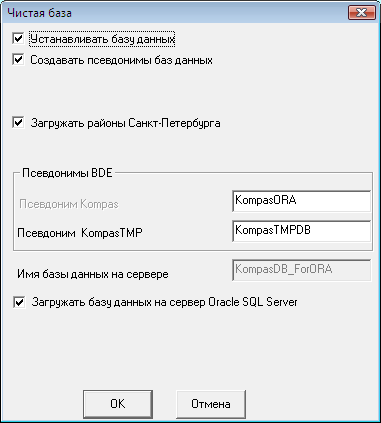 Чистая база
Устанавливать базу данных
Создавать псевдонимы баз данных
Загружать районы Санкт-Петербурга
Псевдонимы BDE
Псевдоним Kompas
KompasORA
Псевдоним KompasTMP
KompasTMPDB
Имя базы данных на сервере
KompasDB_ForORA
Загружать базу данных на сервер Oracle SQL Server
OK
Отмена